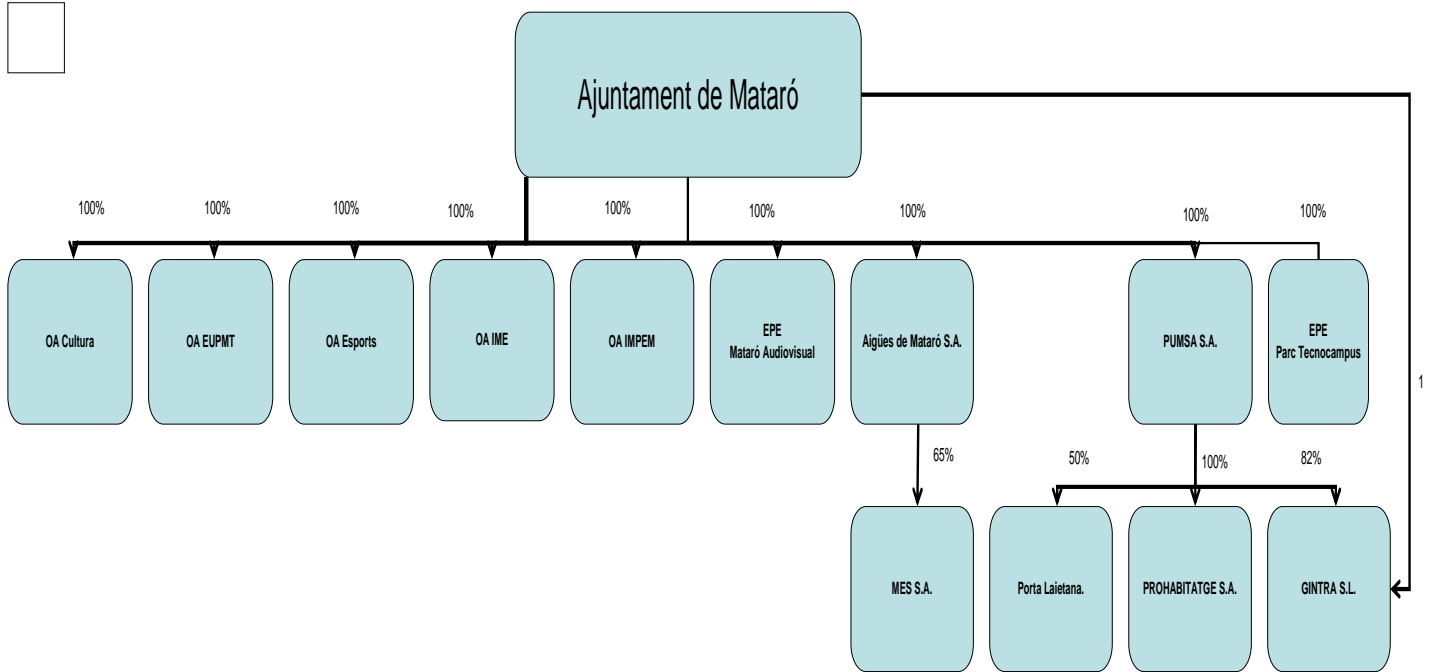 Ajuntament de Mataró
100%
100%
100%
100%
100%
100%
100%
100%
100%
OA Cultura
OA EUPMT
OA Esports
OA IME
OA IMPEM
EPE
Mataró Audiovisual
Aigües de Mataró S.A.
PUMSA S.A.
EPE
Parc Tecnocampus
1
65%
50%
100%
82%
MES S.A.
Porta Laietana.
PROHABITATGE S.A.
GINTRA S.L.